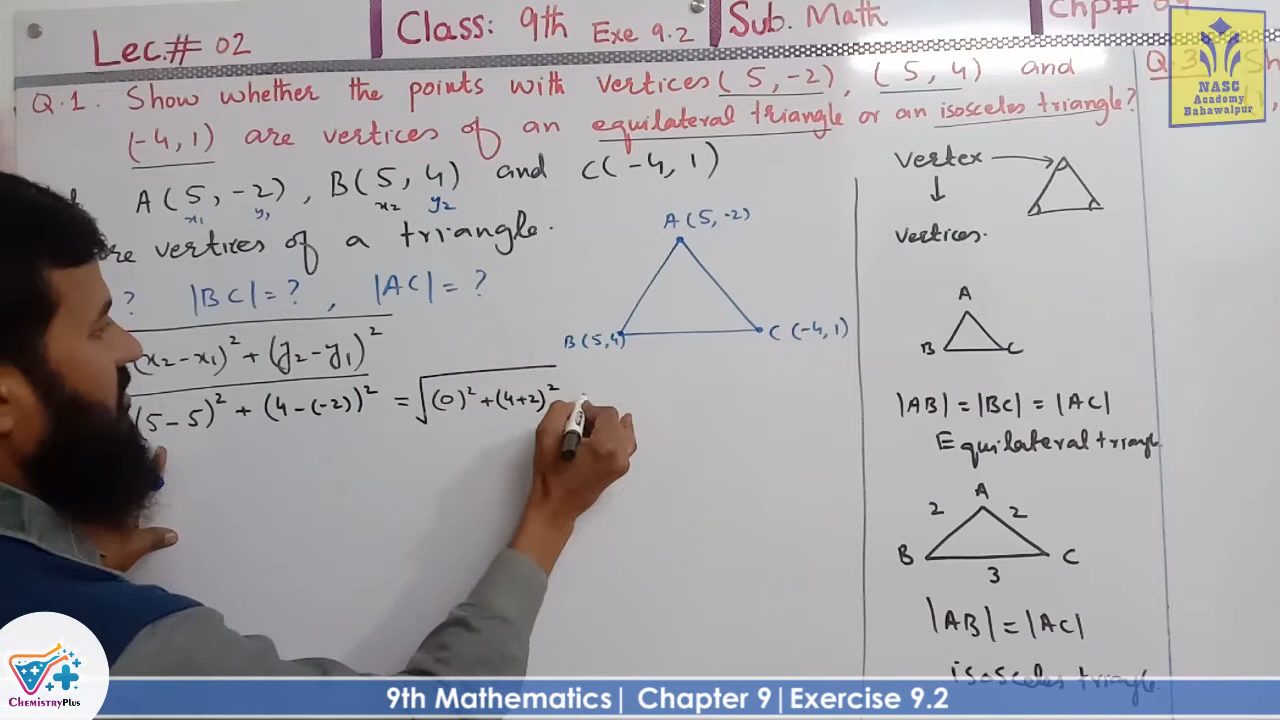 Lec.# 02
Class: 9th Exe 9.2
Sub. Math
Chp#
Q.1. Show whether the points with vertices (5, -2), (5, 4) and
(-4, 1) are vertices of an equilateral triangle or an isosceles triangle?
A(5, -2), B(5, 4) and C(-4, 1)
x₁ y₁ x₂ y₂
are vertices of a triangle.
? |BC| = ?, |AC| = ?
(x₂-x₁)² + (y₂-y₁)²
(5-5)² + (4-(-2))² = √(0)² + (4+2)²
A(5, -2)
B(5,4)
C(-4, 1)
Vertex
vertices.
A
B C
|AB| = |BC| = |AC|
Equilateral triangle
A
2 2
B C
3
|AB| = |AC|
isosceles triangle
Q.3 Sh
NASC
Academy
Bahawalpur
CHEMISTRYPLUS
9th Mathematics| Chapter 9|Exercise 9.2